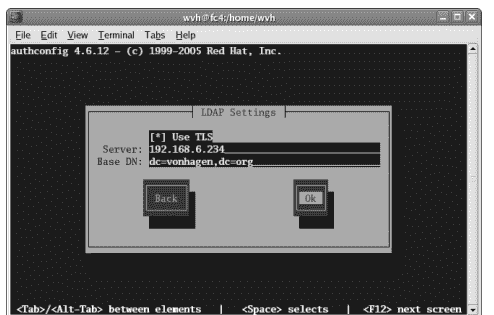 wvh@fc4:/home/wvh
File Edit View Terminal Tabs Help
authconfig 4.6.12 - (c) 1999-2005 Red Hat, Inc.
LDAP Settings
[*] Use TLS
Server: 192.168.6.234
Base DN: dc=vonhagen,dc=org
Back Ok
<Tab>/<Alt-Tab> between elements | <Space> selects | <F12> next screen